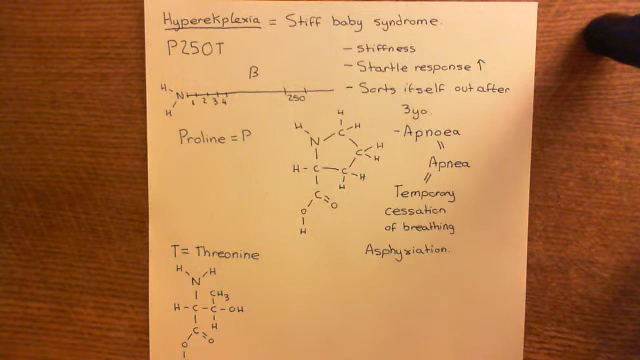 Hyperekplexia = Stiff baby syndrome.
P250T
- Stiffness
- Startle response ↑
- Sorts itself out after
3yo.
B
H
N
H
1 2 3 4
250
- Apnoea
=
Apnea
=
Temporary
cessation
of breathing
Asphyxiation.
Proline = P
H
H N C H
C H
H
H - C - C H
H
C
O O
H
T = Threonine
H H
N
CH3
H - C - C - OH
H
C
O O